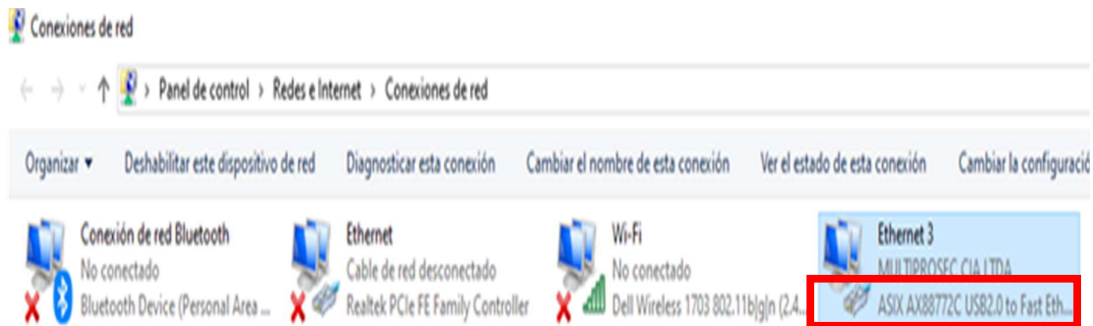 Conexiones de red
Panel de control > Redes e Internet > Conexiones de red
Organizar Deshabilitar este dispositivo de red Diagnosticar esta conexión Cambiar el nombre de esta conexión Ver el estado de esta conexión Cambiar la configuració
Conexión de red Bluetooth
No conectado
Bluetooth Device (Personal Area ...
Ethernet
Cable de red desconectado
Realtek PCIe FE Family Controller
Wi-Fi
No conectado
Dell Wireless 1703 802.11b|g|n (2.4...
Ethernet 3
MULTIPROSEC CIA LTDA
ASIX AX88772C USB2.0 to Fast Eth...